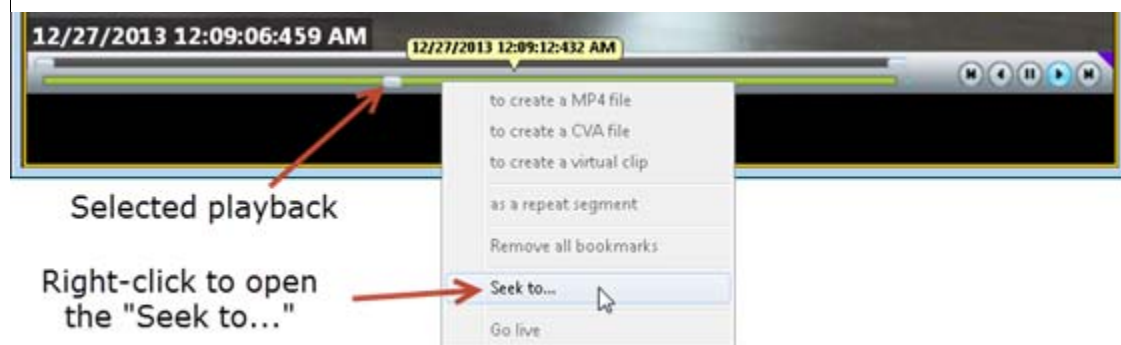 12/27/2013 12:09:06:459 AM
12/27/2013 12:09:12:432 AM
to create a MP4 file
to create a CVA file
to create a virtual clip
as a repeat segment
Remove all bookmarks
Seek to...
Go live
Selected playback
Right-click to open
the "Seek to..."